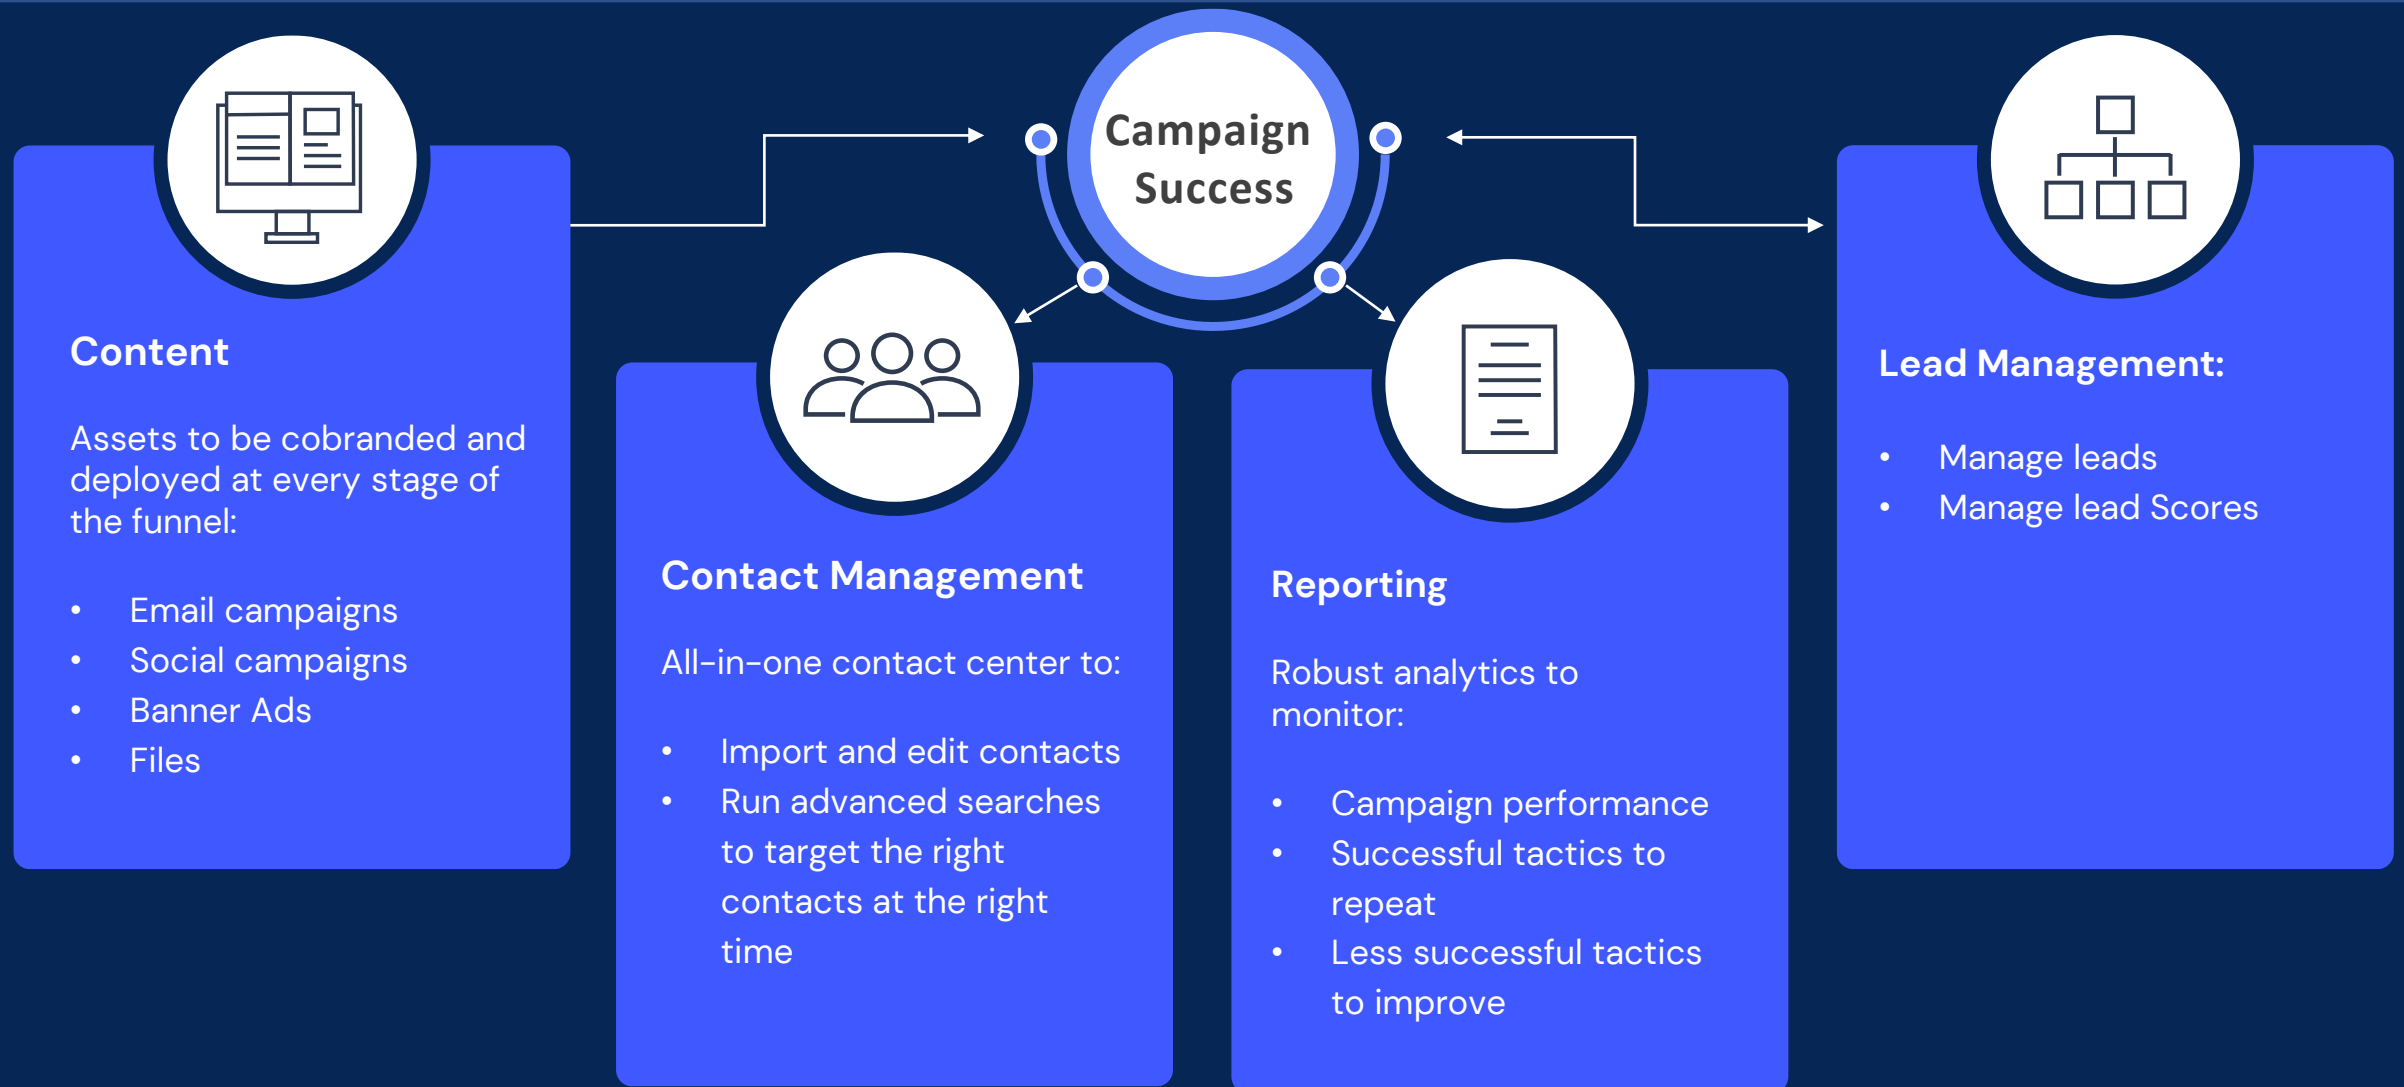 Campaign
Success
Content
Assets to be cobranded and
deployed at every stage of
the funnel:
• Email campaigns
• Social campaigns
• Banner Ads
• Files
Contact Management
All-in-one contact center to:
• Import and edit contacts
• Run advanced searches
to target the right
contacts at the right
time
Reporting
Robust analytics to
monitor:
• Campaign performance
• Successful tactics to
repeat
• Less successful tactics
to improve
Lead Management:
• Manage leads
• Manage lead Scores